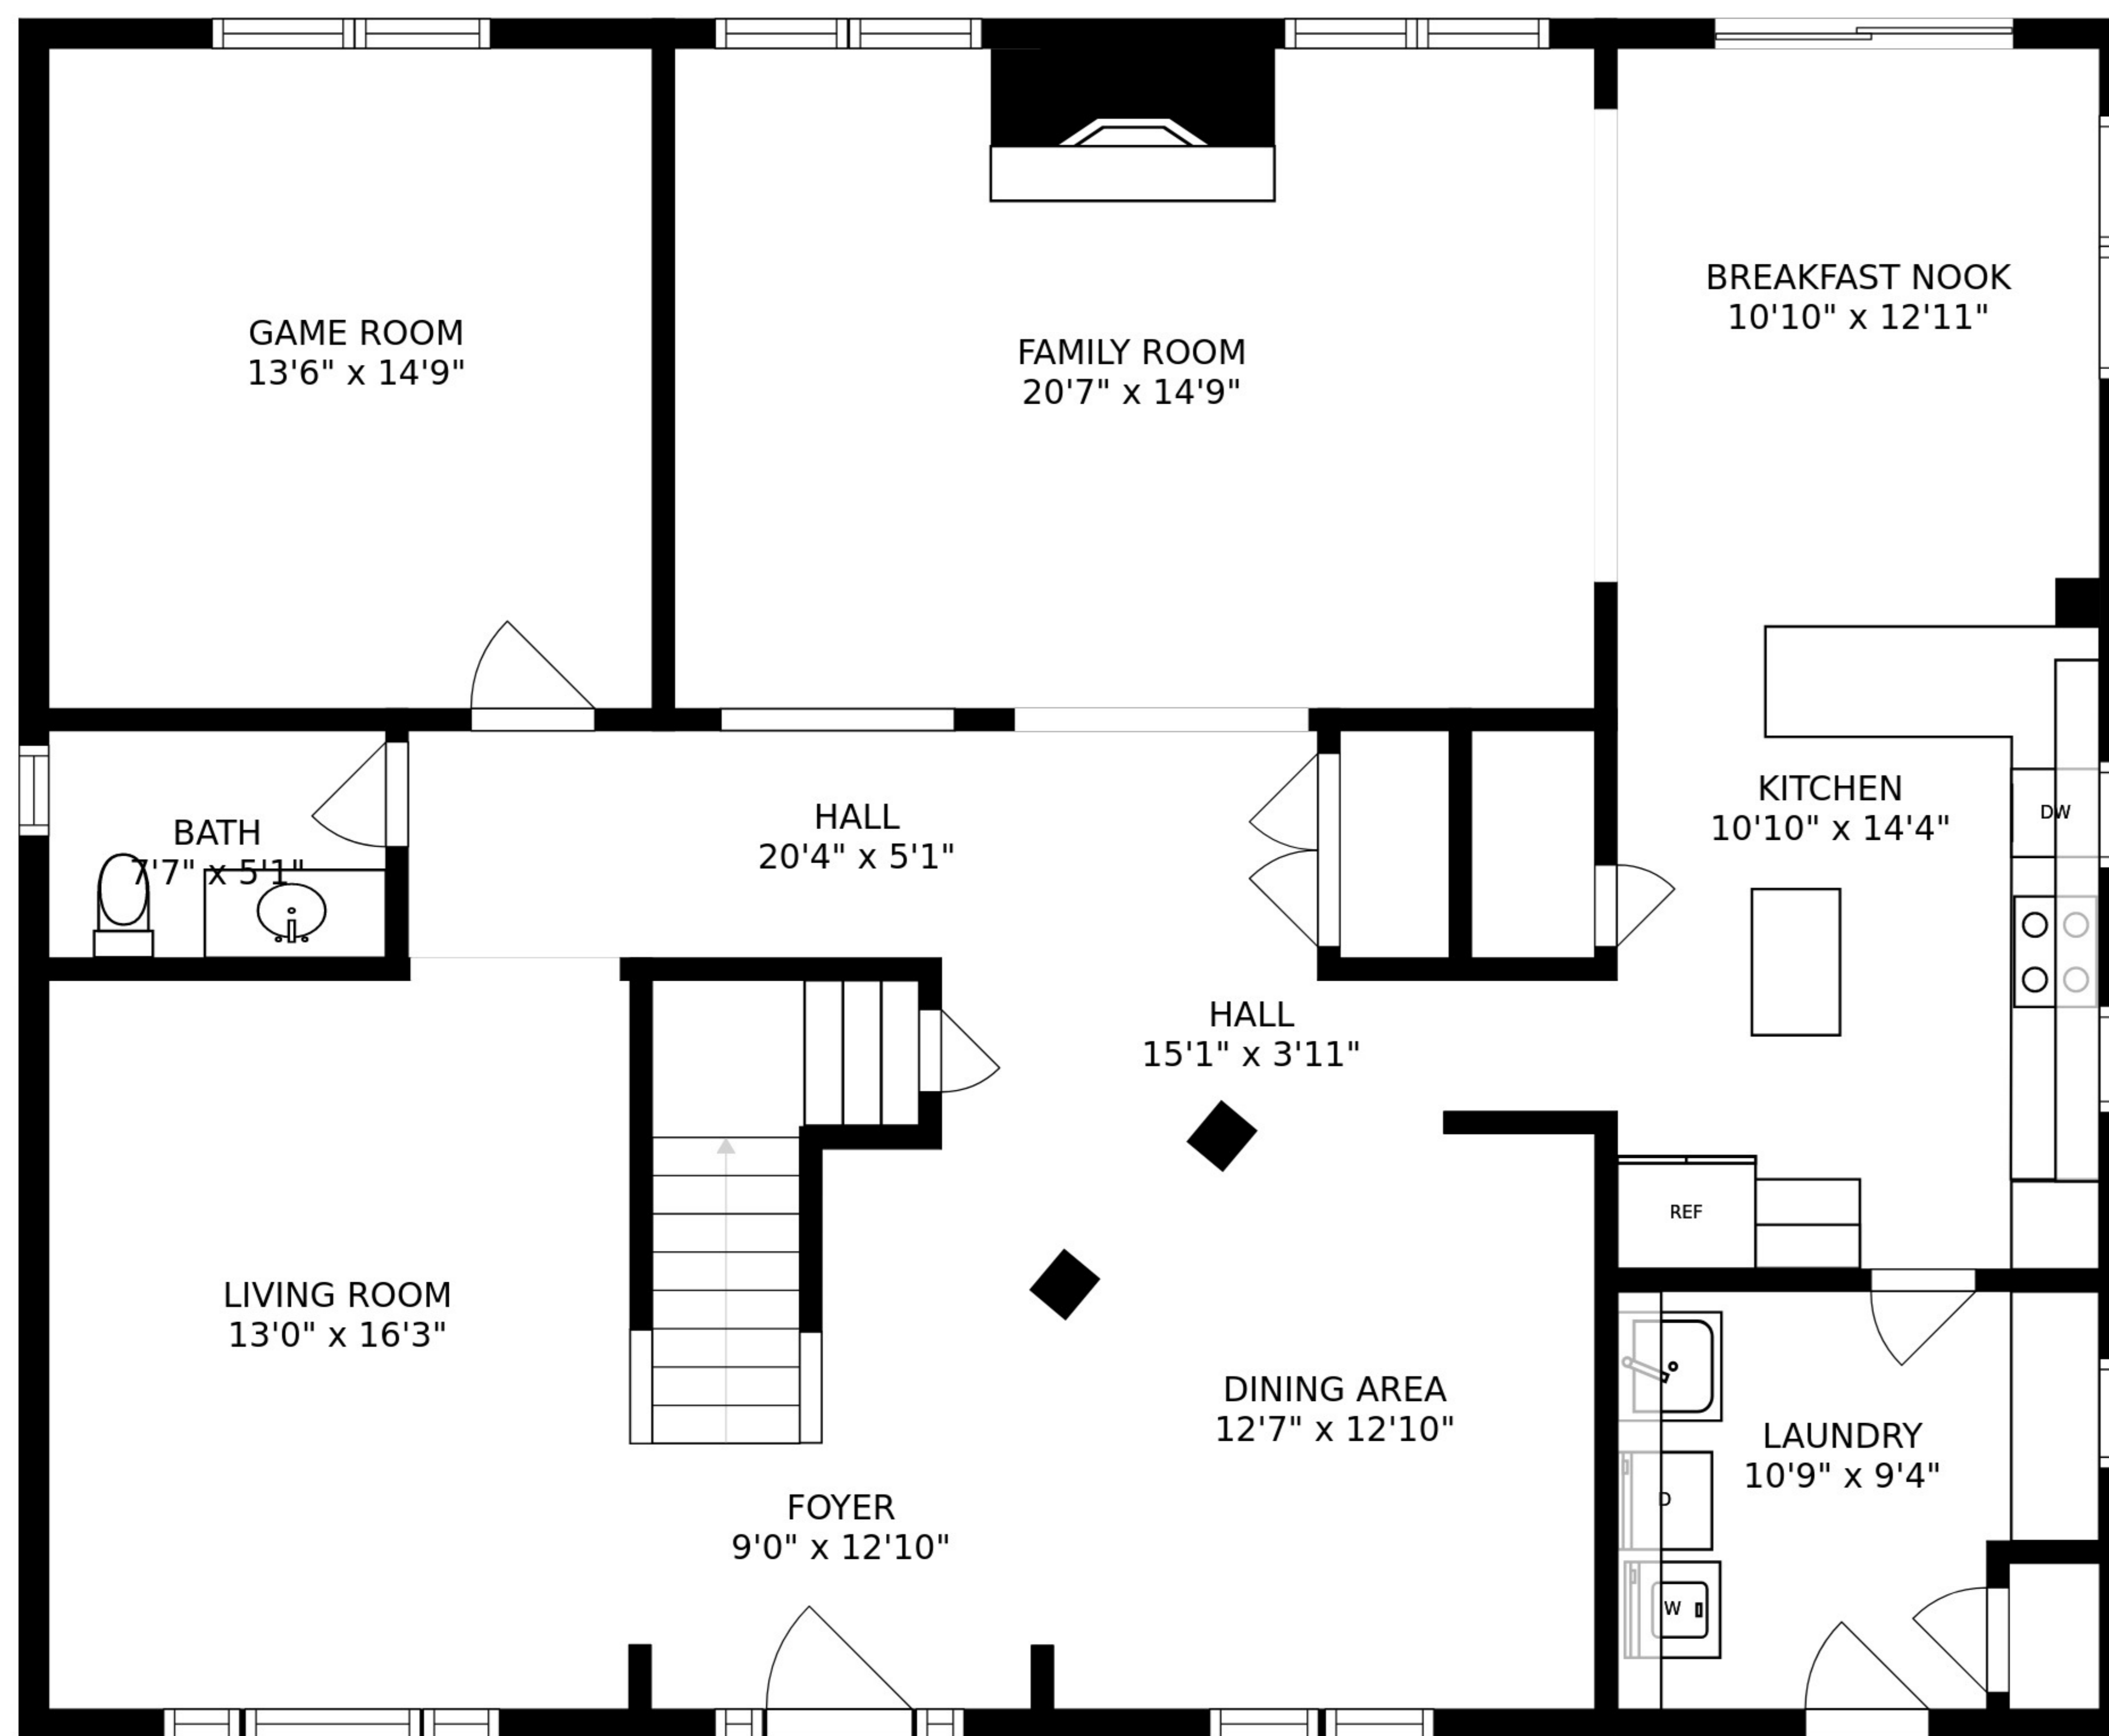 GAME ROOM
13'6" x 14'9"
FAMILY ROOM
20'7" x 14'9"
BREAKFAST NOOK
10'10" x 12'11"
BATH
7'7" x 5'1"
HALL
20'4" x 5'1"
KITCHEN
10'10" x 14'4"
DW
HALL
15'1" x 3'11"
REF
LIVING ROOM
13'0" x 16'3"
DINING AREA
12'7" x 12'10"
LAUNDRY
10'9" x 9'4"
D
FOYER
9'0" x 12'10"
W